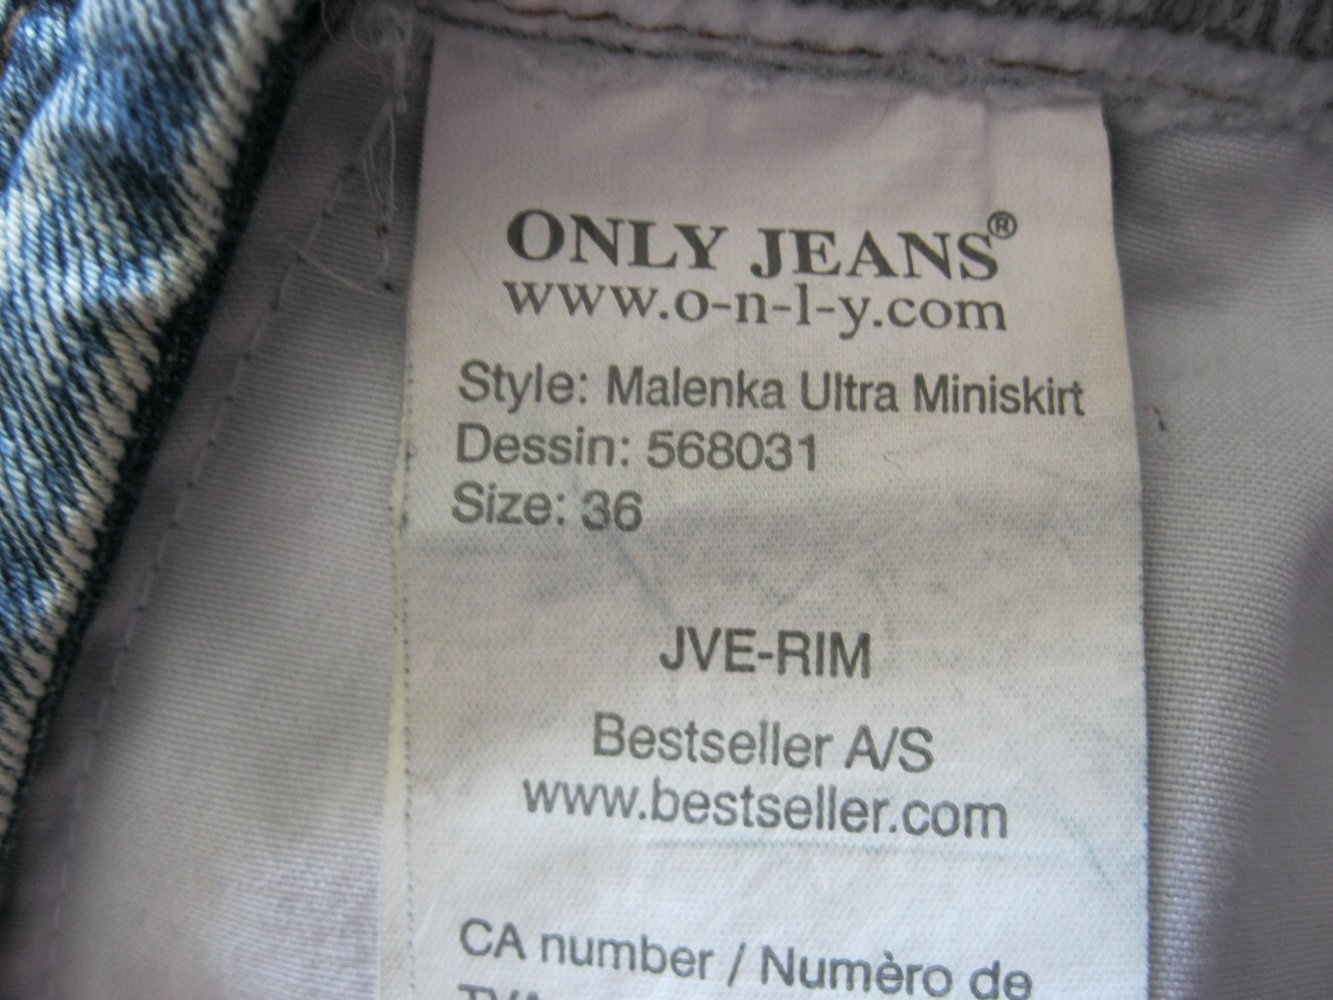 ONLY JEANS®
www.o-n-l-y.com
Style: Malenka Ultra Miniskirt
Dessin: 568031
Size: 36
JVE-RIM
Bestseller A/S
www.bestseller.com
CA number / Numèro de